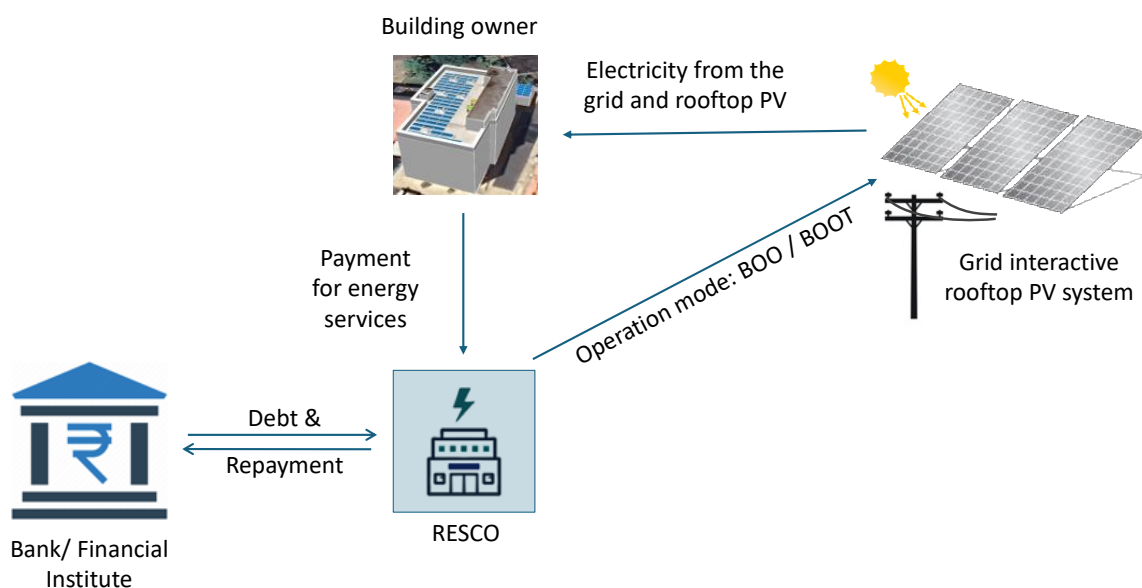 Building owner
Electricity from the
grid and rooftop PV
Payment
for energy
services
Operation mode: BOO / BOOT
Grid interactive
rooftop PV system
Debt &
Repayment
₹
RESCO
Bank/ Financial
Institute